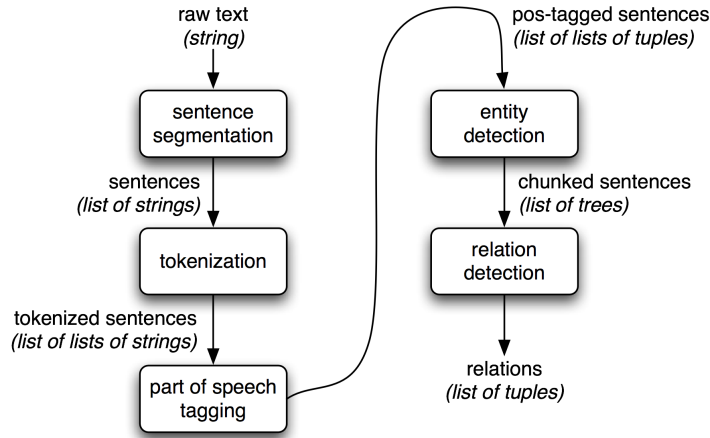 raw text
(string)
sentence
segmentation
sentences
(list of strings)
tokenization
tokenized sentences
(list of lists of strings)
part of speech
tagging
pos-tagged sentences
(list of lists of tuples)
entity
detection
chunked sentences
(list of trees)
relation
detection
relations
(list of tuples)